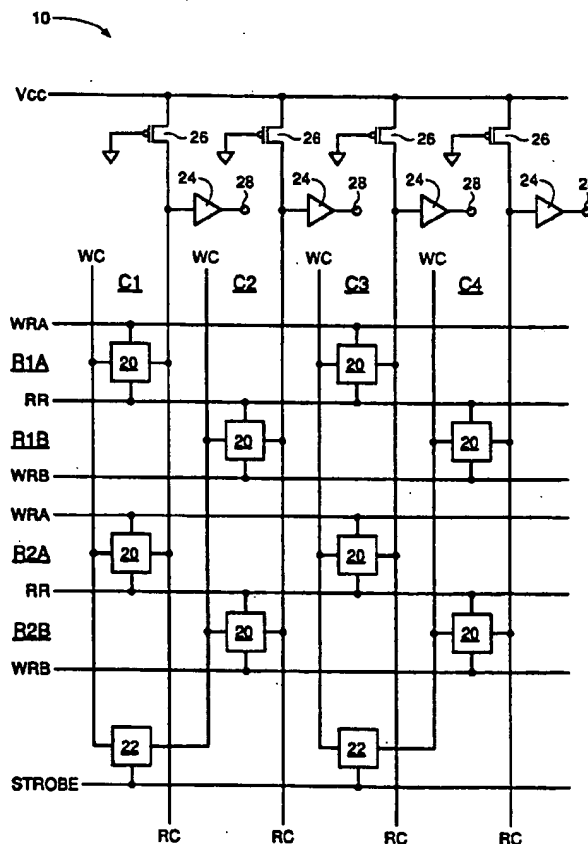 10
Vcc
26 26 26 26
24 28 24 28 24 28 24 2
WC WC WC WC
C1 C2 C3 C4
WRA
R1A 20 20
RR
R1B 20 20
WRB
WRA
R2A 20 20
RR
R2B 20 20
WRB
22 22
STROBE
RC RC RC RC